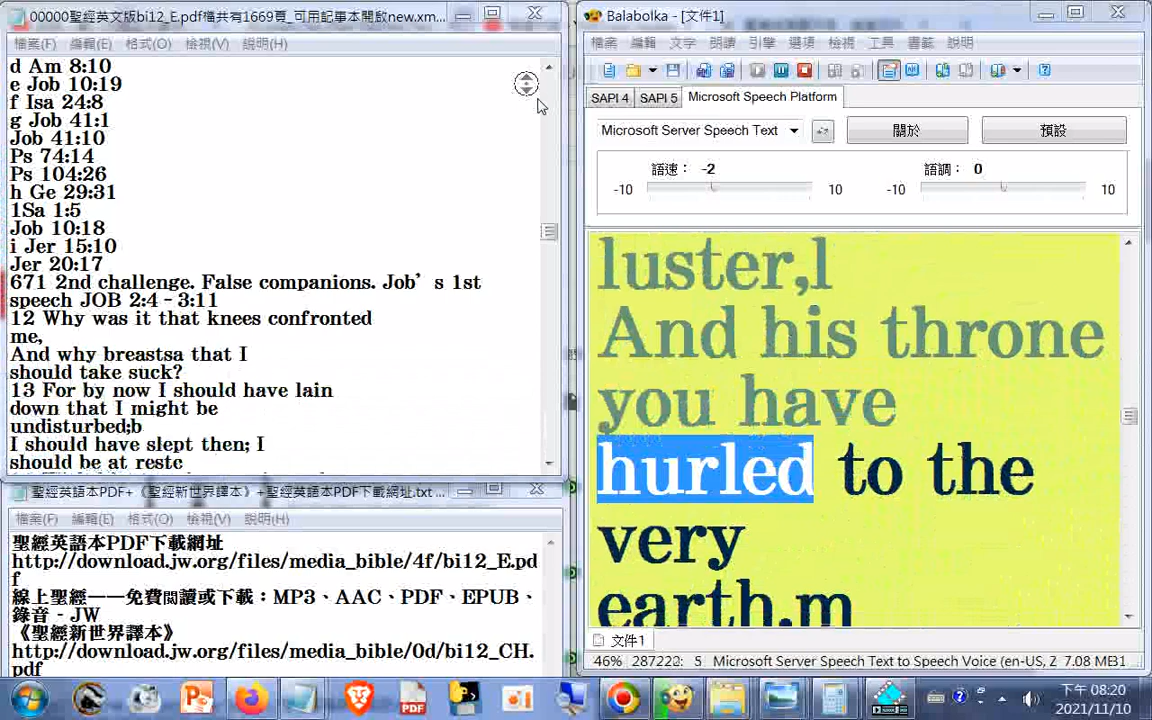 00000聖經英文版bi12_E.pdf檔共有1669頁_可用記事本開啟new.xm...
檔案(F) 編輯(E) 格式(O) 檢視(V) 說明(H)
d Am 8:10
e Job 10:19
f Isa 24:8
g Job 41:1
Job 41:10
Ps 74:14
Ps 104:26
h Ge 29:31
1Sa 1:5
Job 10:18
i Jer 15:10
Jer 20:17
671 2nd challenge. False companions. Job’s 1st
speech JOB 2:4–3:11
12 Why was it that knees confronted
me,
And why breastsa that I
should take suck?
13 For by now I should have lain
down that I might be
undisturbed;b
I should have slept then; I
should be at restc
聖經英語本PDF+《聖經新世界譯本》+聖經英語本PDF下載網址.txt ...
檔案(F) 編輯(E) 格式(O) 檢視(V) 說明(H)
聖經英語本PDF下載網址
http://download.jw.org/files/media_bible/4f/bi12_E.pd
f
線上聖經——免費閱讀或下載：MP3、AAC、PDF、EPUB、
錄音 - JW
《聖經新世界譯本》
http://download.jw.org/files/media_bible/0d/bi12_CH.
pdf
Balabolka - [文件1]
檔案 編輯 文字 朗讀 引擎 選項 檢視 工具 書籤 說明
SAPI 4 SAPI 5 Microsoft Speech Platform
Microsoft Server Speech Text 關於 預設
語速： -2 語調： 0
-10 10 -10 10
luster,l
And his throne
you have
hurled to the
very
earth.m
文件1
46% 287222: 5 Microsoft Server Speech Text to Speech Voice (en-US, Z 7.08 MB1
下午 08:20
2021/11/10